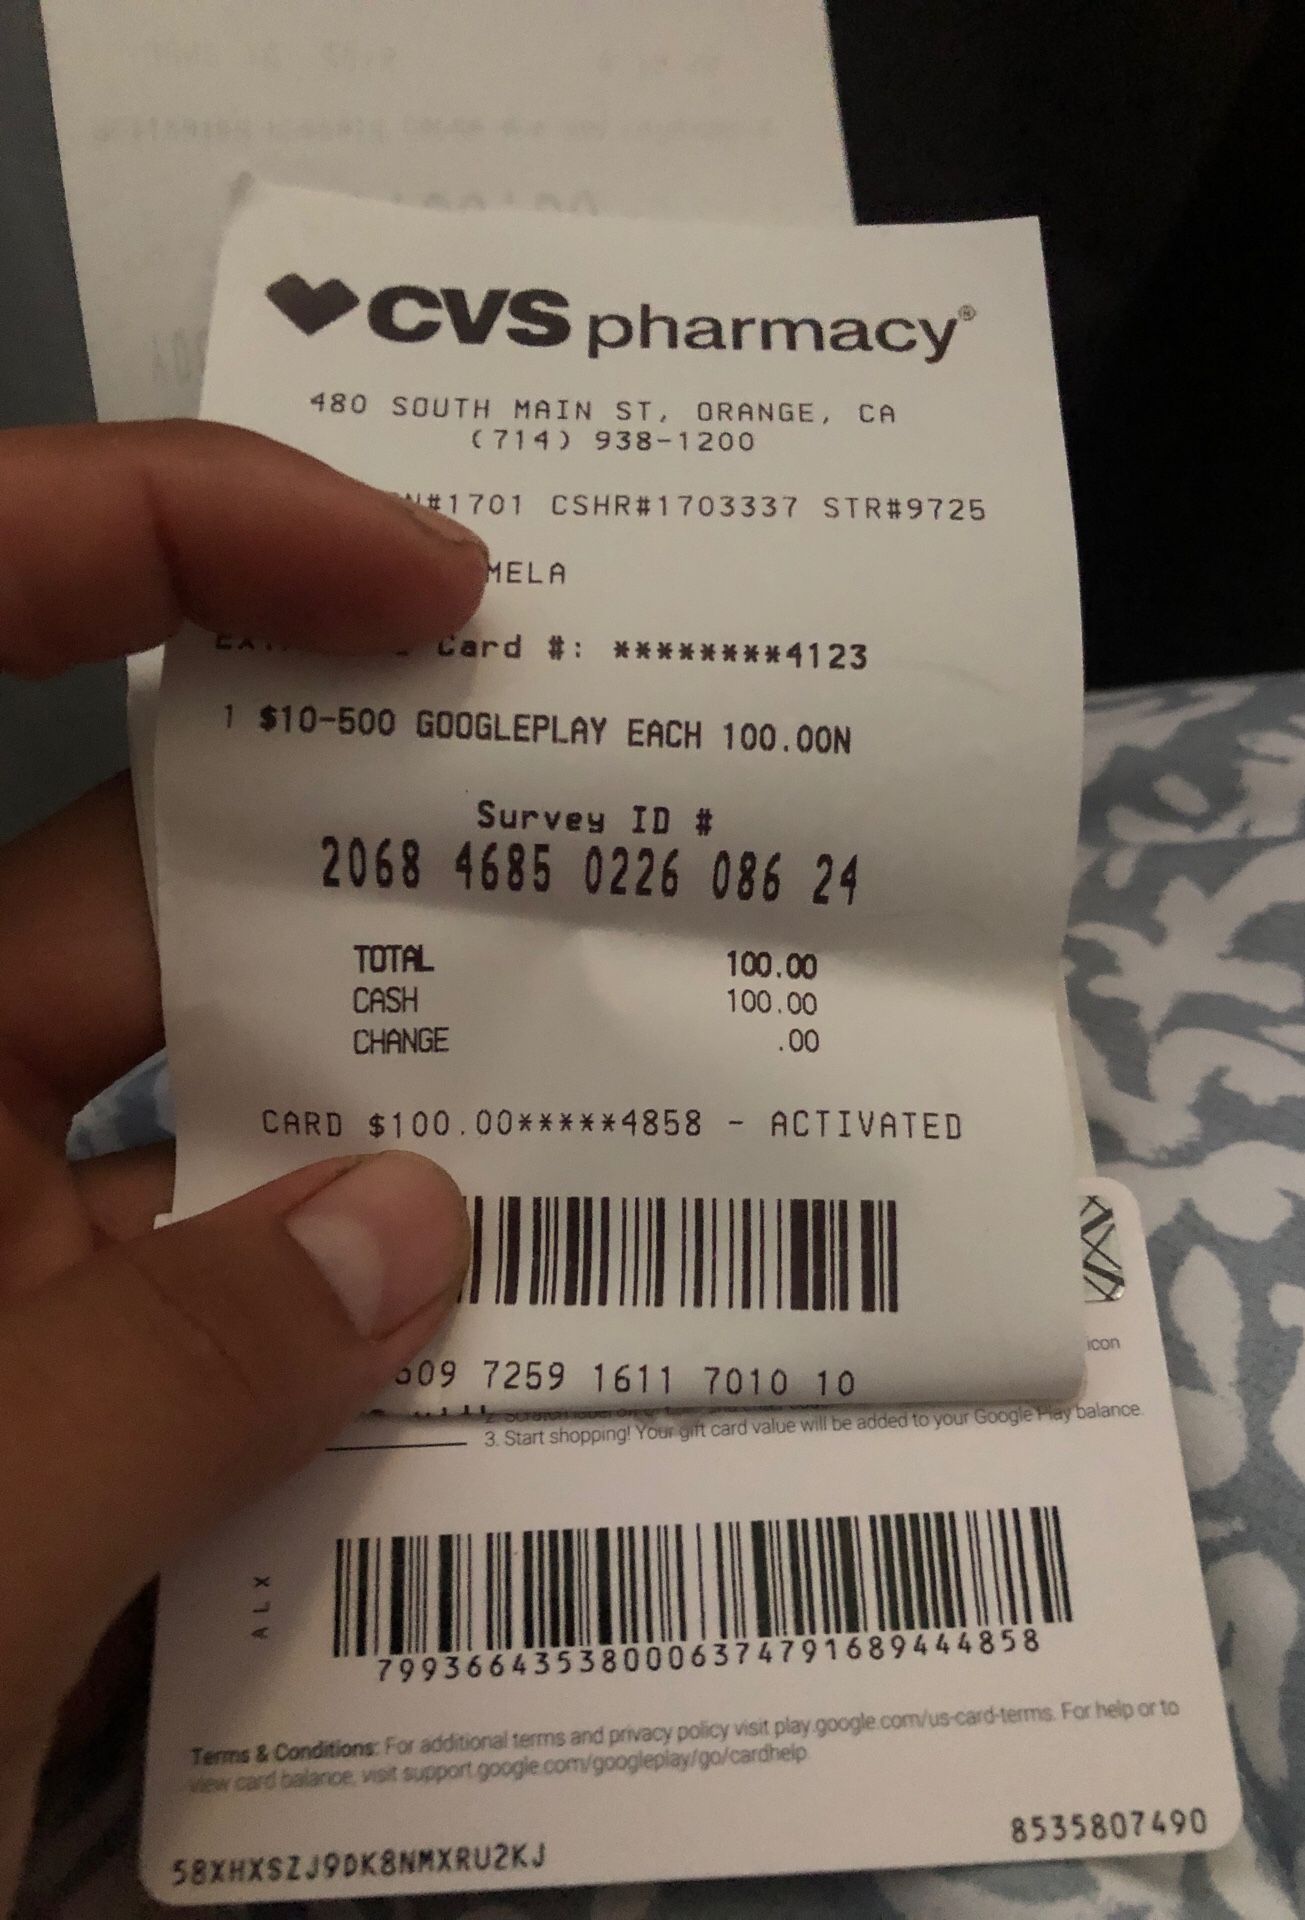 CVS pharmacy®
480 SOUTH MAIN ST, ORANGE, CA
(714) 938-1200
#1701 CSHR#1703337 STR#9725
MELA
Card #: ********4123
1 $10-500 GOOGLEPLAY EACH 100.00N
Survey ID #
2068 4685 0226 086 24
TOTAL 100.00
CASH 100.00
CHANGE .00
CARD $100.00*****4858 - ACTIVATED
509 7259 1611 7010 10
icon
3. Start shopping! Your gift card value will be added to your Google Play balance.
ALX
799366435380006374791689444858
Terms & Conditions: For additional terms and privacy policy visit play.google.com/us-card-terms. For help or to
view card balance, visit support.google.com/googleplay/go/cardhelp.
8535807490
58XHXSZJ9DK8NMXRU2KJ